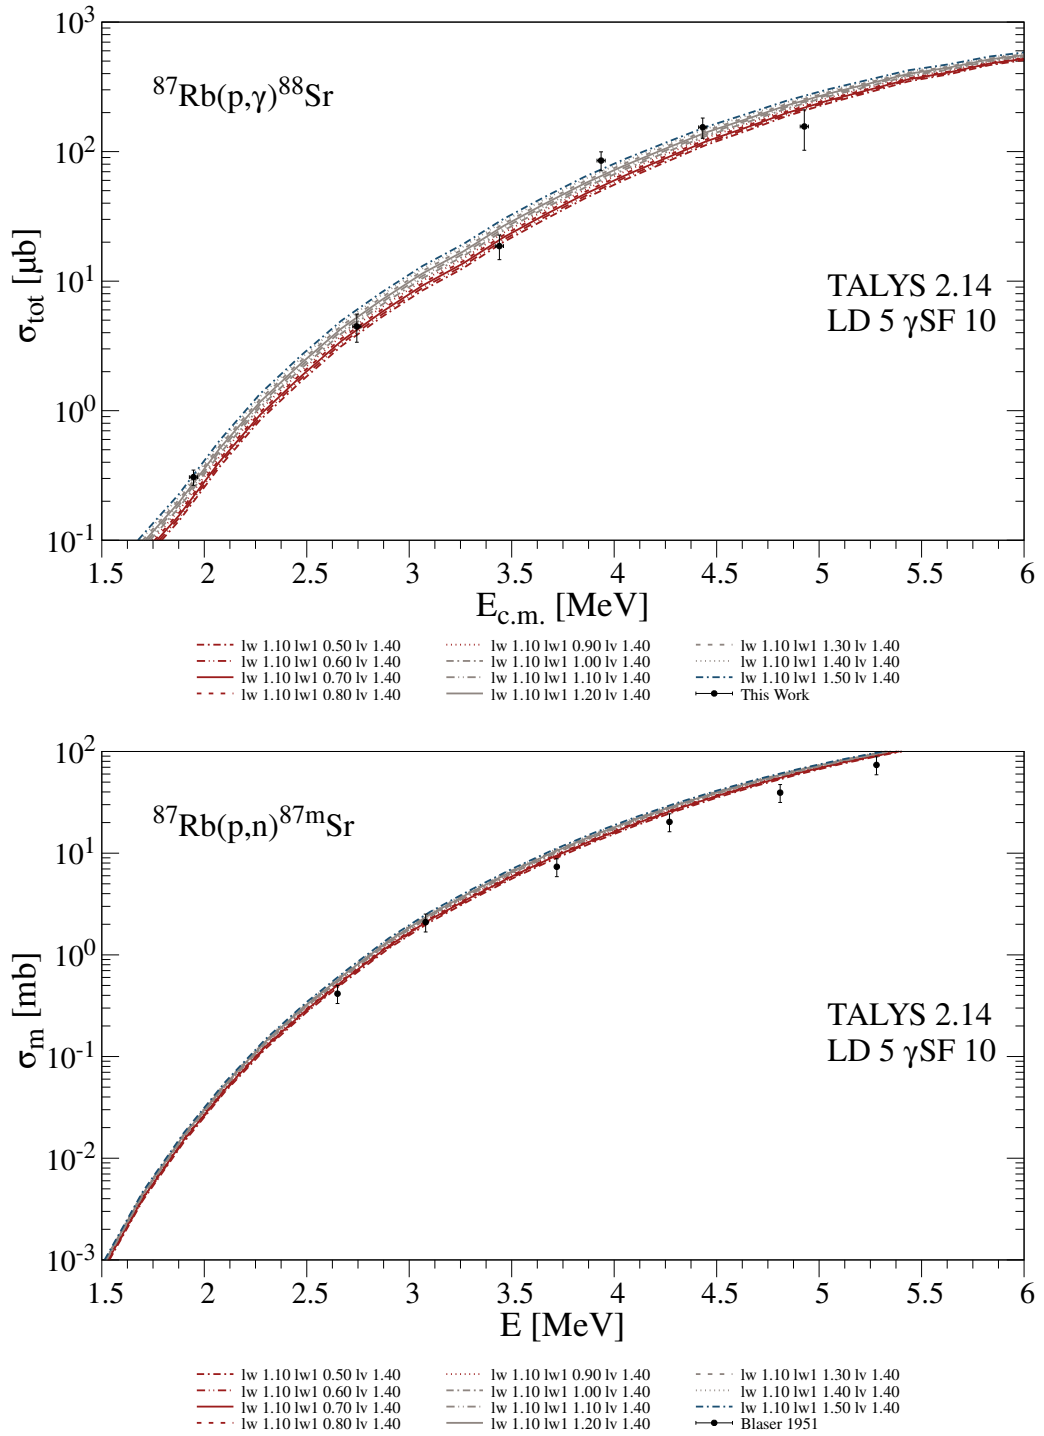 10³
⁸⁷Rb(p,γ)⁸⁸Sr
10²
σtot [μb]
10¹
TALYS 2.14
LD 5 γSF 10
10⁰
10⁻¹
1.5 2 2.5 3 3.5 4 4.5 5 5.5 6
E_c.m. [MeV]
lw 1.10 lw1 0.50 lv 1.40 lw 1.10 lw1 0.90 lv 1.40 lw 1.10 lw1 1.30 lv 1.40
lw 1.10 lw1 0.60 lv 1.40 lw 1.10 lw1 1.00 lv 1.40 lw 1.10 lw1 1.40 lv 1.40
lw 1.10 lw1 0.70 lv 1.40 lw 1.10 lw1 1.10 lv 1.40 lw 1.10 lw1 1.50 lv 1.40
lw 1.10 lw1 0.80 lv 1.40 lw 1.10 lw1 1.20 lv 1.40 This Work
10²
⁸⁷Rb(p,n)⁸⁷ᵐSr
10¹
10⁰
σm [mb]
TALYS 2.14
LD 5 γSF 10
10⁻¹
10⁻²
10⁻³
1.5 2 2.5 3 3.5 4 4.5 5 5.5 6
E [MeV]
lw 1.10 lw1 0.50 lv 1.40 lw 1.10 lw1 0.90 lv 1.40 lw 1.10 lw1 1.30 lv 1.40
lw 1.10 lw1 0.60 lv 1.40 lw 1.10 lw1 1.00 lv 1.40 lw 1.10 lw1 1.40 lv 1.40
lw 1.10 lw1 0.70 lv 1.40 lw 1.10 lw1 1.10 lv 1.40 lw 1.10 lw1 1.50 lv 1.40
lw 1.10 lw1 0.80 lv 1.40 lw 1.10 lw1 1.20 lv 1.40 Blaser 1951